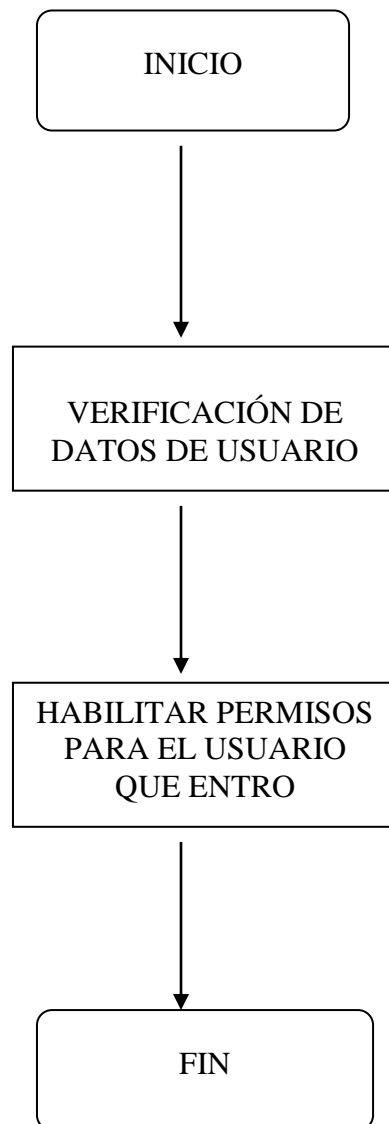 INICIO
VERIFICACIÓN DE
DATOS DE USUARIO
HABILITAR PERMISOS
PARA EL USUARIO
QUE ENTRO
FIN